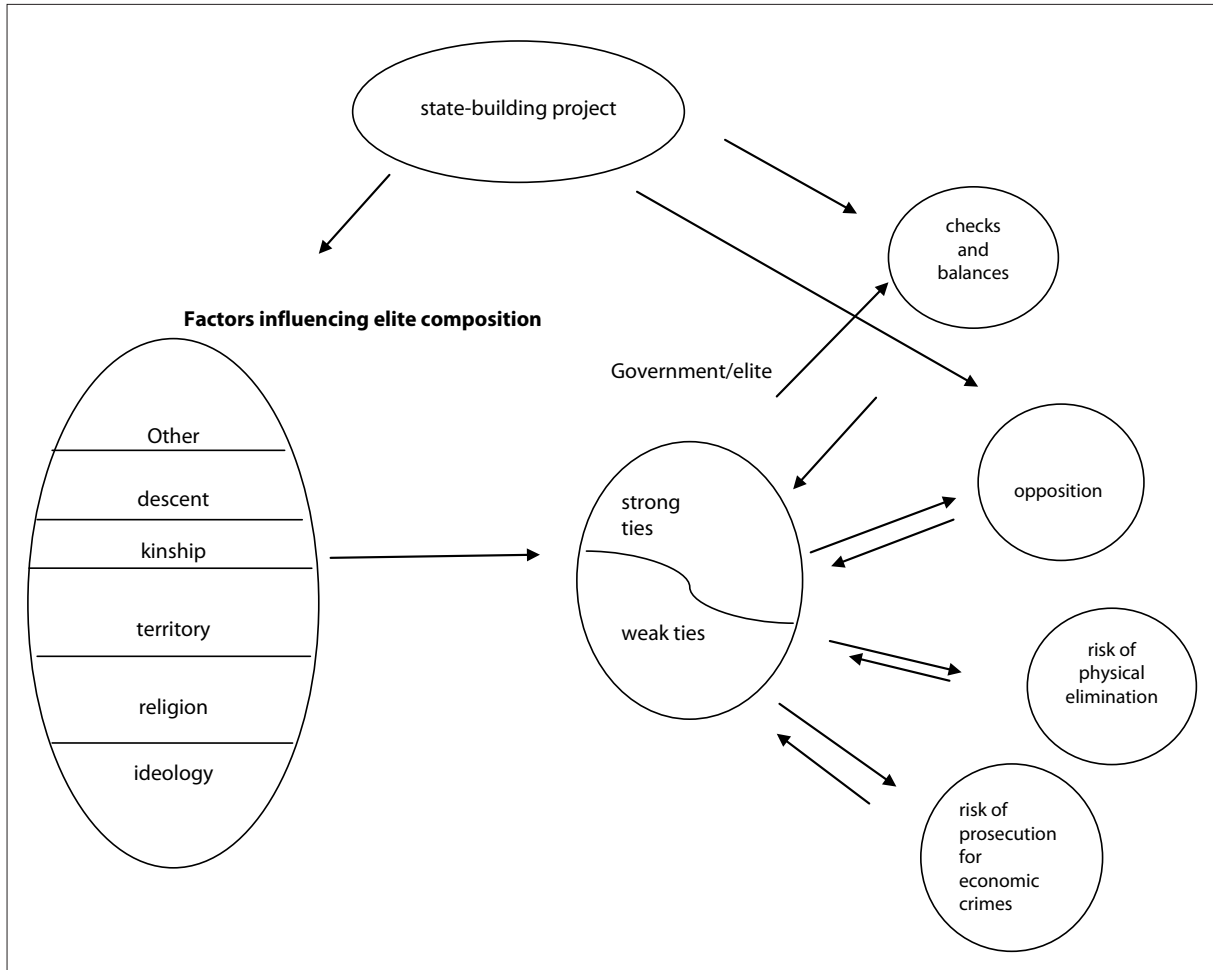 state-building project
checks
and
balances
Factors influencing elite composition
Government/elite
Other
descent
kinship
territory
religion
ideology
strong
ties
weak ties
opposition
risk of
physical
elimination
risk of
prosecution
for
economic
crimes